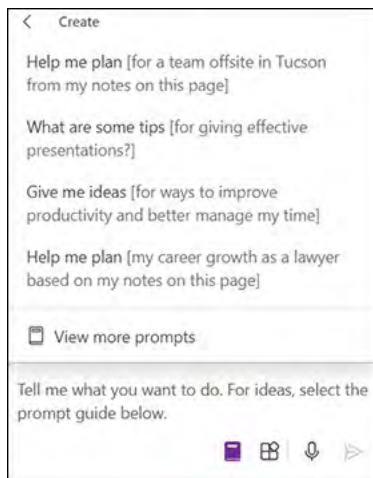 Create
Help me plan [for a team offsite in Tucson
from my notes on this page]
What are some tips [for giving effective
presentations?]
Give me ideas [for ways to improve
productivity and better manage my time]
Help me plan [my career growth as a lawyer
based on my notes on this page]
View more prompts
Tell me what you want to do. For ideas, select the
prompt guide below.